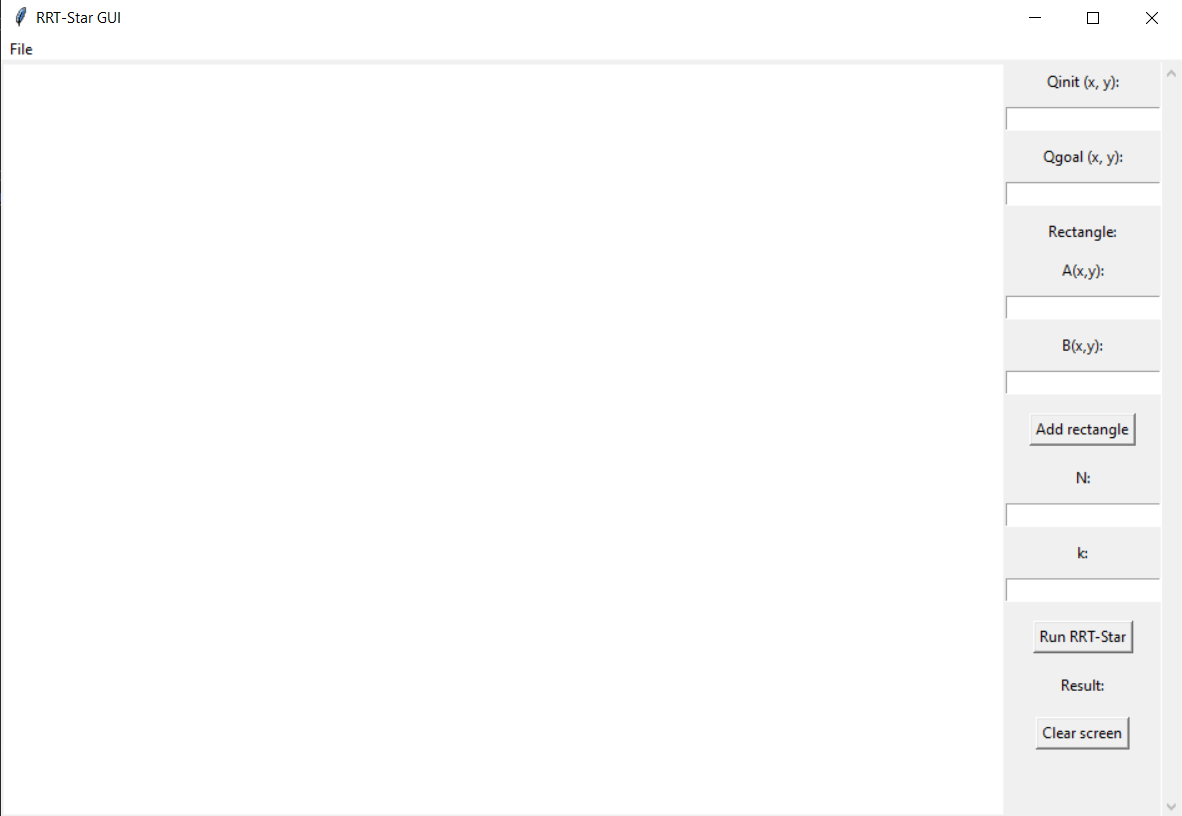 RRT-Star GUI
File
Qinit (x, y):
Qgoal (x, y):
Rectangle:
A(x,y):
B(x,y):
Add rectangle
N:
k:
Run RRT-Star
Result:
Clear screen